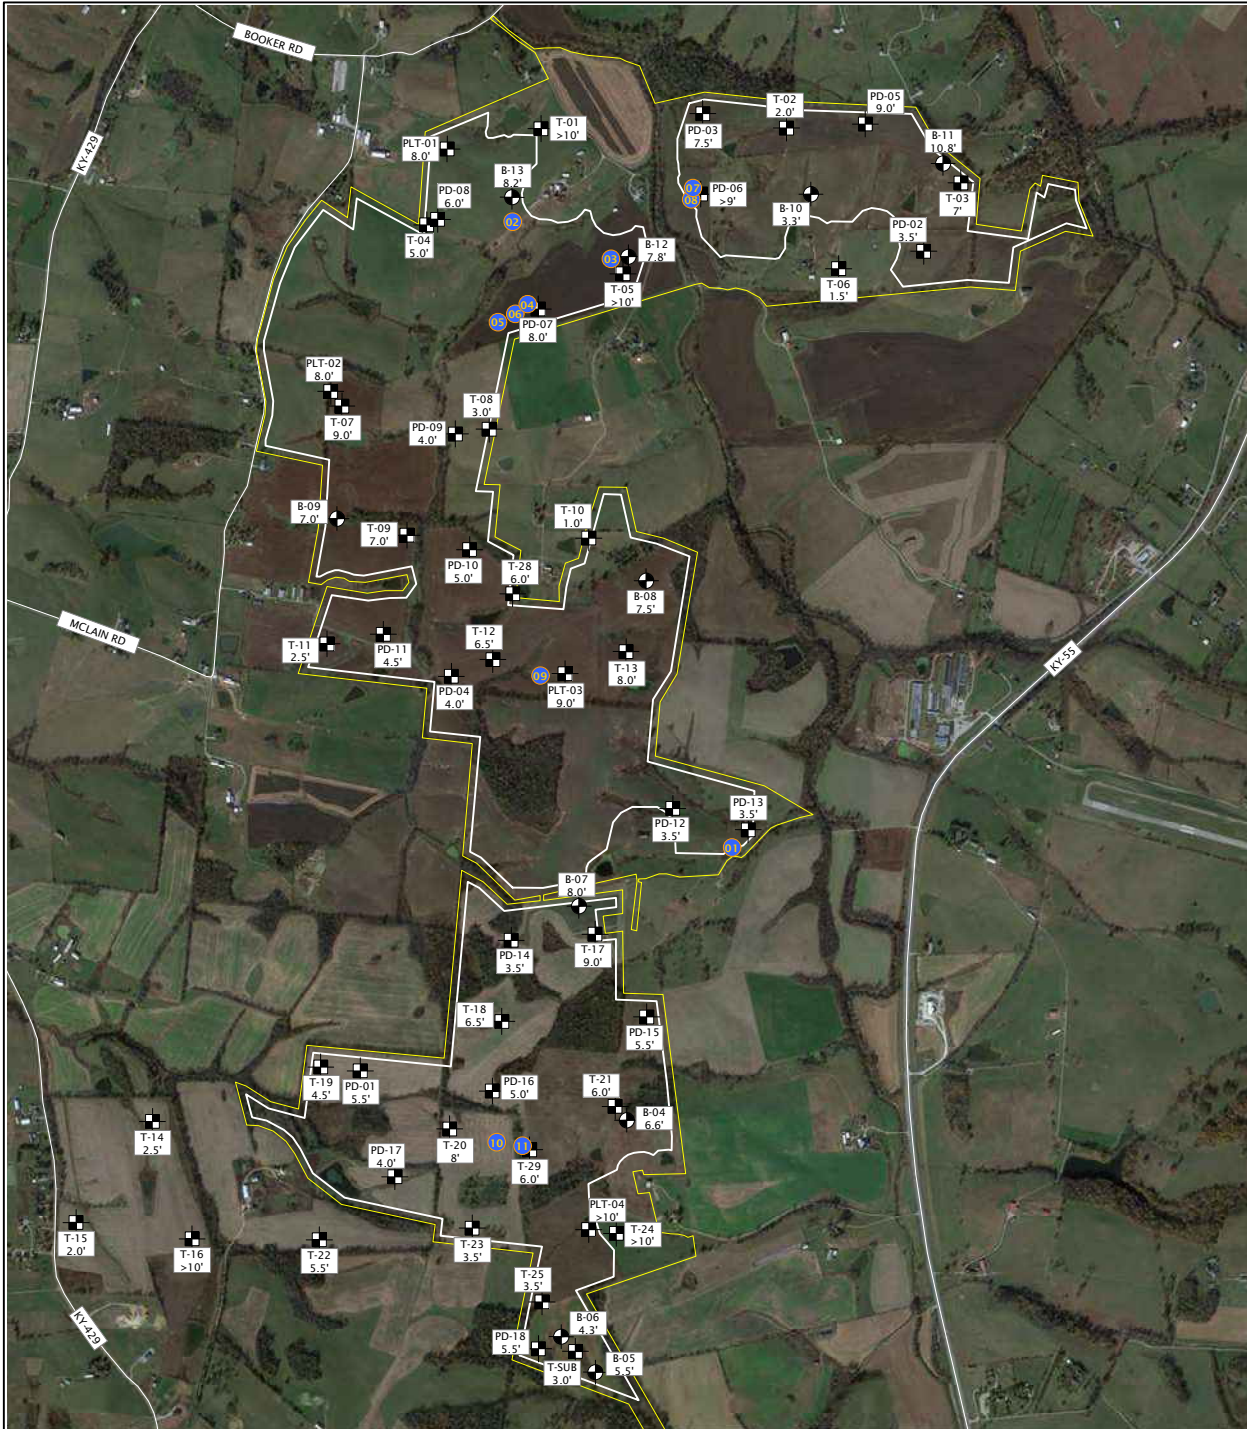 BOOKER RD
KY-429
T-01
>10'
PLT-01
8.0'
B-13
8.2'
PD-08
6.0'
02
T-04
5.0'
03
B-12
7.8'
T-05
>10'
04
06
05
PD-07
8.0'
PD-03
7.5'
T-02
2.0'
PD-05
9.0'
B-11
10.8'
T-03
7'
07
08
PD-06
>9'
B-10
3.3'
PD-02
3.5'
T-06
1.5'
PLT-02
8.0'
T-07
9.0'
T-08
3.0'
PD-09
4.0'
B-09
7.0'
T-09
7.0'
T-10
1.0'
PD-10
5.0'
T-28
6.0'
B-08
7.5'
MCLAIN RD
T-11
2.5'
PD-11
4.5'
T-12
6.5'
PD-04
4.0'
09
PLT-03
9.0'
T-13
8.0'
KY-55
PD-12
3.5'
PD-13
3.5'
01
B-07
8.0'
PD-14
3.5'
T-17
9.0'
T-18
6.5'
PD-15
5.5'
T-19
4.5'
PD-01
5.5'
PD-16
5.0'
T-21
6.0'
B-04
6.6'
T-14
2.5'
T-20
8'
10
11
T-29
6.0'
PD-17
4.0'
T-15
2.0'
T-16
>10'
T-22
5.5'
T-23
3.5'
PLT-04
>10'
T-24
>10'
T-25
3.5'
KY-429
B-06
4.3'
PD-18
5.5'
T-SUB
3.0'
B-05
5.5'